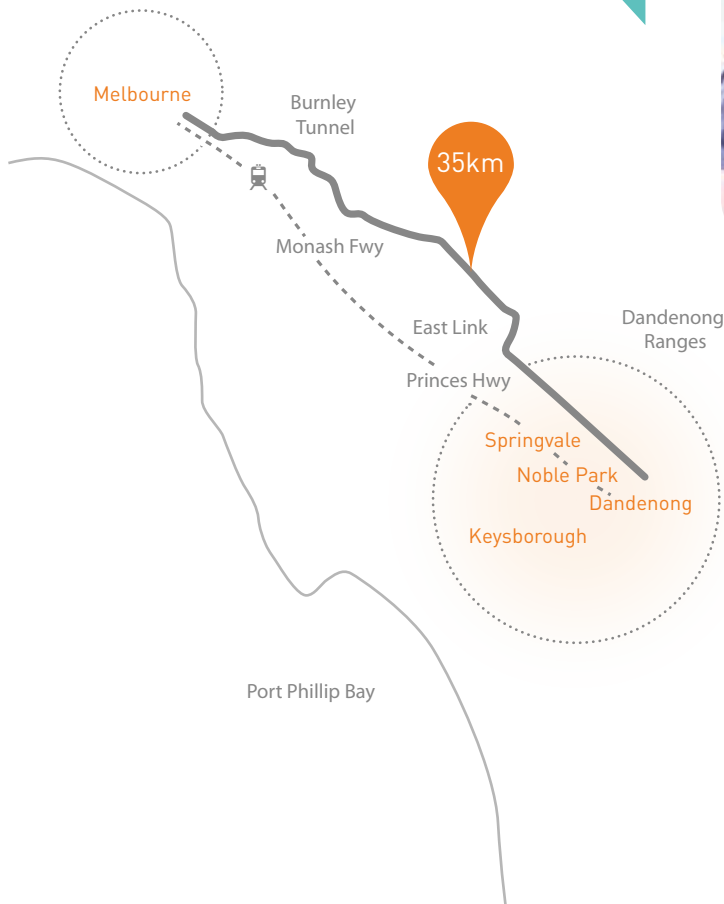 Melbourne
Burnley
Tunnel
35km
Monash Fwy
East Link
Dandenong
Ranges
Princes Hwy
Springvale
Noble Park
Dandenong
Keysborough
Port Phillip Bay